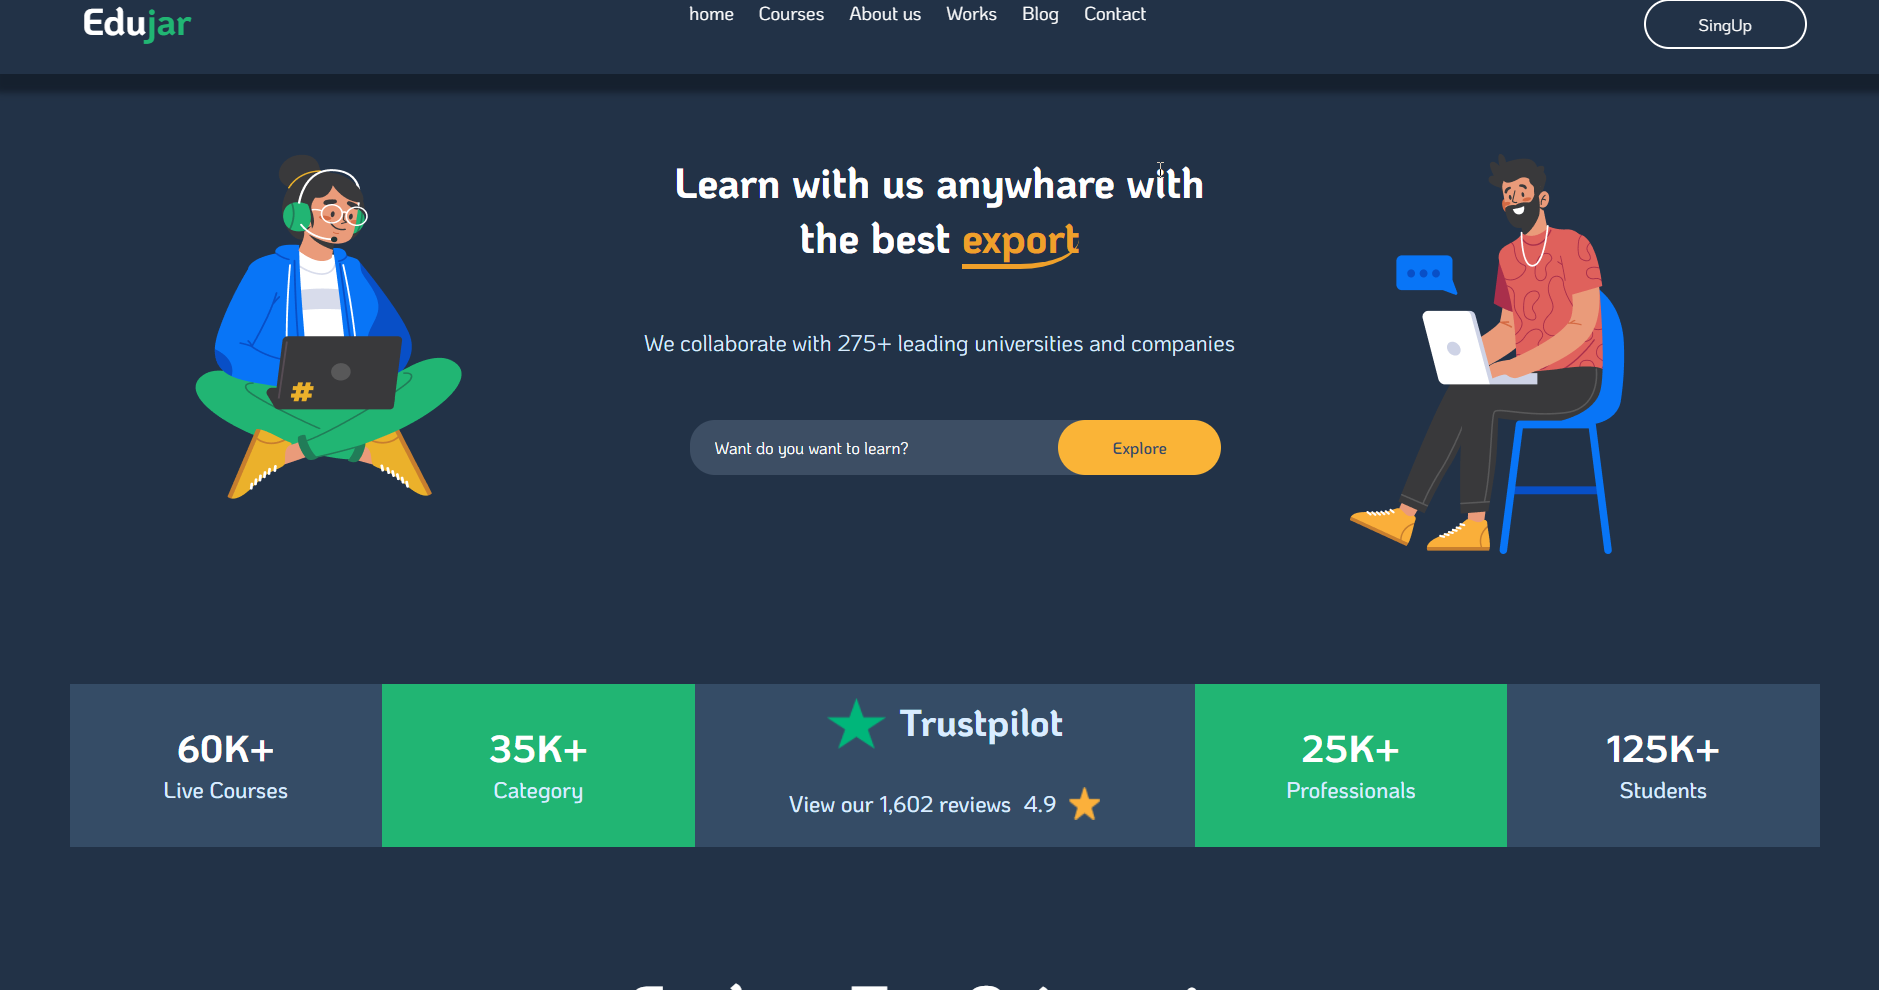 Edujar
home Courses About us Works Blog Contact
SingUp
Learn with us anywhare with
the best export
We collaborate with 275+ leading universities and companies
Want do you want to learn?
Explore
#
60K+
Live Courses
35K+
Category
Trustpilot
View our 1,602 reviews 4.9
25K+
Professionals
125K+
Students